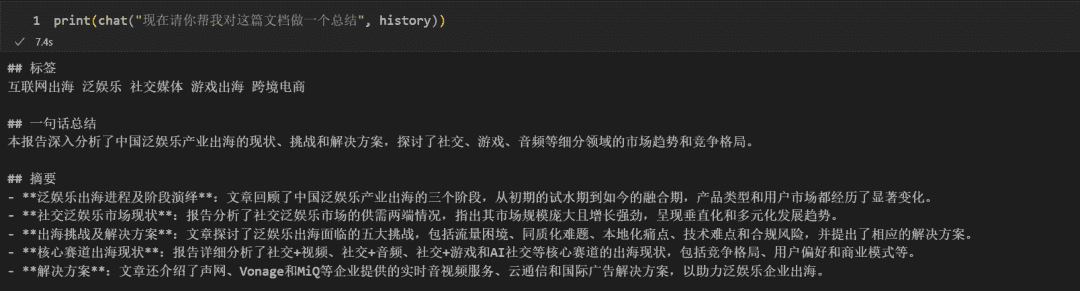 1 print(chat("现在请你帮我对这篇文档做一个总结", history))
✓ 7.4s
## 标签
互联网出海 泛娱乐 社交媒体 游戏出海 跨境电商
## 一句话总结
本报告深入分析了中国泛娱乐产业出海的现状、挑战和解决方案，探讨了社交、游戏、音频等细分领域的市场趋势和竞争格局。
## 摘要
- **泛娱乐出海进程及阶段演绎**：文章回顾了中国泛娱乐产业出海的三个阶段，从初期的试水期到如今的融合期，产品类型和用户市场都经历了显著变化。
- **社交泛娱乐市场现状**：报告分析了社交泛娱乐市场的供需两端情况，指出其市场规模庞大且增长强劲，呈现垂直化和多元化发展趋势。
- **出海挑战及解决方案**：文章探讨了泛娱乐出海面临的五大挑战，包括流量困境、同质化难题、本地化痛点、技术难点和合规风险，并提出了相应的解决方案。
- **核心赛道出海现状**：报告详细分析了社交+视频、社交+音频、社交+游戏和AI社交等核心赛道的出海现状，包括竞争格局、用户偏好和商业模式等。
- **解决方案**：文章还介绍了声网、Vonage和MiQ等企业提供的实时音视频服务、云通信和国际广告解决方案，以助力泛娱乐企业出海。